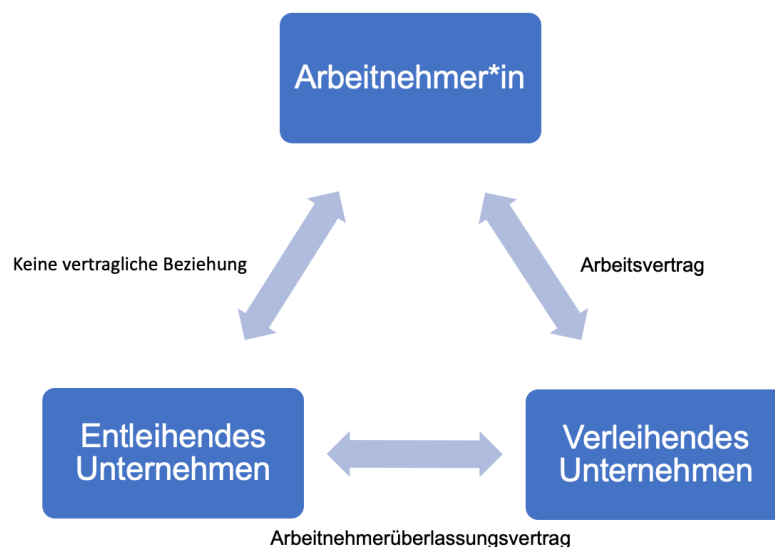 Arbeitnehmer*in
Keine vertragliche Beziehung
Arbeitsvertrag
Entleihendes
Unternehmen
Verleihendes
Unternehmen
Arbeitnehmerüberlassungsvertrag